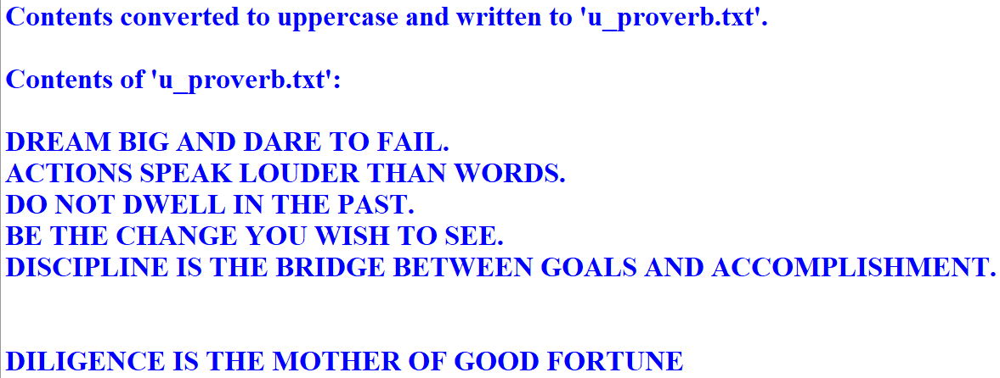 Contents converted to uppercase and written to 'u_proverb.txt'.
Contents of 'u_proverb.txt':
DREAM BIG AND DARE TO FAIL.
ACTIONS SPEAK LOUDER THAN WORDS.
DO NOT DWELL IN THE PAST.
BE THE CHANGE YOU WISH TO SEE.
DISCIPLINE IS THE BRIDGE BETWEEN GOALS AND ACCOMPLISHMENT.
DILIGENCE IS THE MOTHER OF GOOD FORTUNE